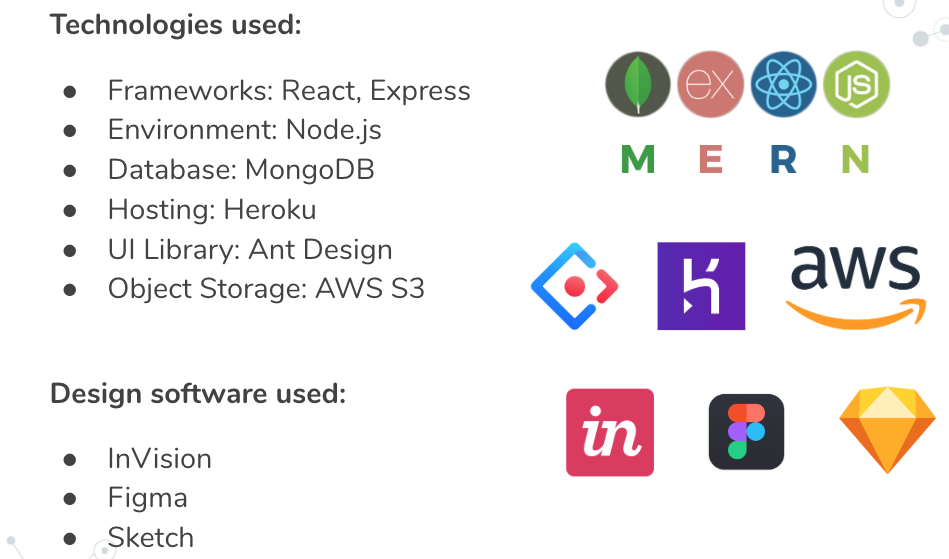 Technologies used:
● Frameworks: React, Express
● Environment: Node.js
● Database: MongoDB
● Hosting: Heroku
● UI Library: Ant Design
● Object Storage: AWS S3
ex JS
M E R N
aws
Design software used:
in
● InVision
● Figma
● Sketch